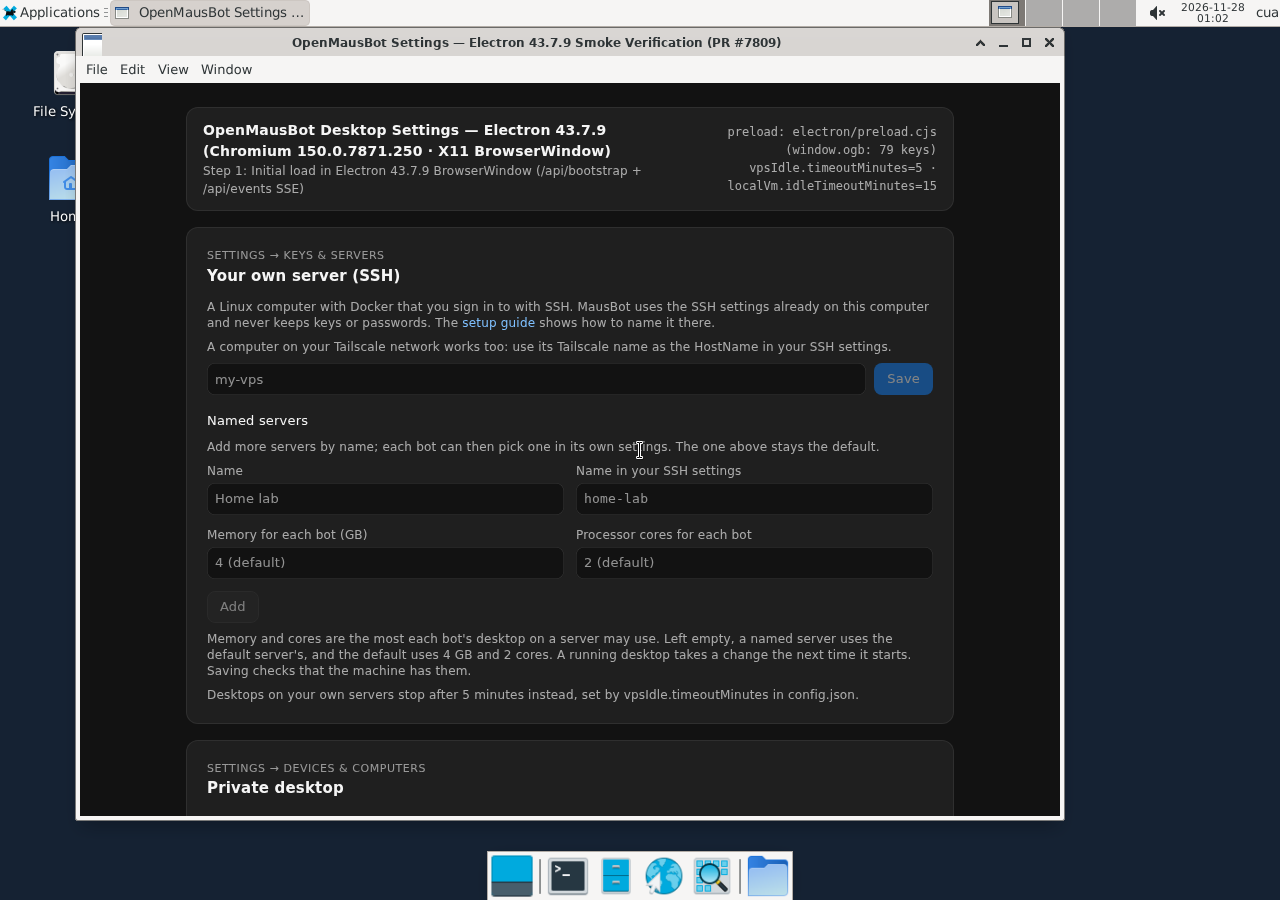 Applications
OpenMausBot Settings ...
2026-11-28
01:02
cua
OpenMausBot Settings — Electron 43.7.9 Smoke Verification (PR #7809)
File Edit View Window
File Sy
OpenMausBot Desktop Settings — Electron 43.7.9
(Chromium 150.0.7871.250 · X11 BrowserWindow)
Step 1: Initial load in Electron 43.7.9 BrowserWindow (/api/bootstrap +
/api/events SSE)
preload: electron/preload.cjs
(window.ogb: 79 keys)
vpsIdle.timeoutMinutes=5 ·
localVm.idleTimeoutMinutes=15
Hom
SETTINGS → KEYS & SERVERS
Your own server (SSH)
A Linux computer with Docker that you sign in to with SSH. MausBot uses the SSH settings already on this computer
and never keeps keys or passwords. The setup guide shows how to name it there.
A computer on your Tailscale network works too: use its Tailscale name as the HostName in your SSH settings.
my-vps
Save
Named servers
Add more servers by name; each bot can then pick one in its own settings. The one above stays the default.
Name
Name in your SSH settings
Home lab
home-lab
Memory for each bot (GB)
Processor cores for each bot
4 (default)
2 (default)
Add
Memory and cores are the most each bot's desktop on a server may use. Left empty, a named server uses the
default server's, and the default uses 4 GB and 2 cores. A running desktop takes a change the next time it starts.
Saving checks that the machine has them.
Desktops on your own servers stop after 5 minutes instead, set by vpsIdle.timeoutMinutes in config.json.
SETTINGS → DEVICES & COMPUTERS
Private desktop